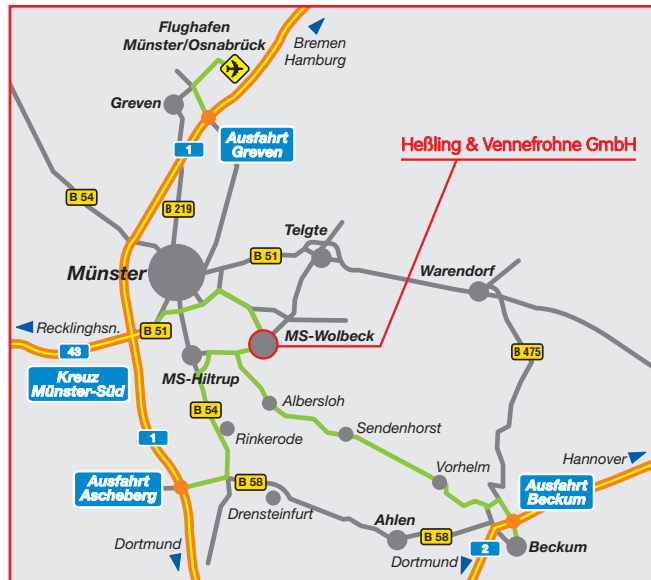 Flughafen
Münster/Osnabrück
Bremen
Hamburg
Greven
Ausfahrt
Greven
1
Heßling & Vennefrohne GmbH
B 54
B 219
Telgte
B 51
Münster
Warendorf
Recklinghsn.
B 51
MS-Wolbeck
43
B 475
Kreuz
Münster-Süd
MS-Hiltrup
Albersloh
B 54
Sendenhorst
1
Rinkerode
Vorhelm
Hannover
Ausfahrt
Ascheberg
B 58
Ausfahrt
Beckum
Drensteinfurt
Ahlen
B 58
Dortmund
2
Beckum
Dortmund